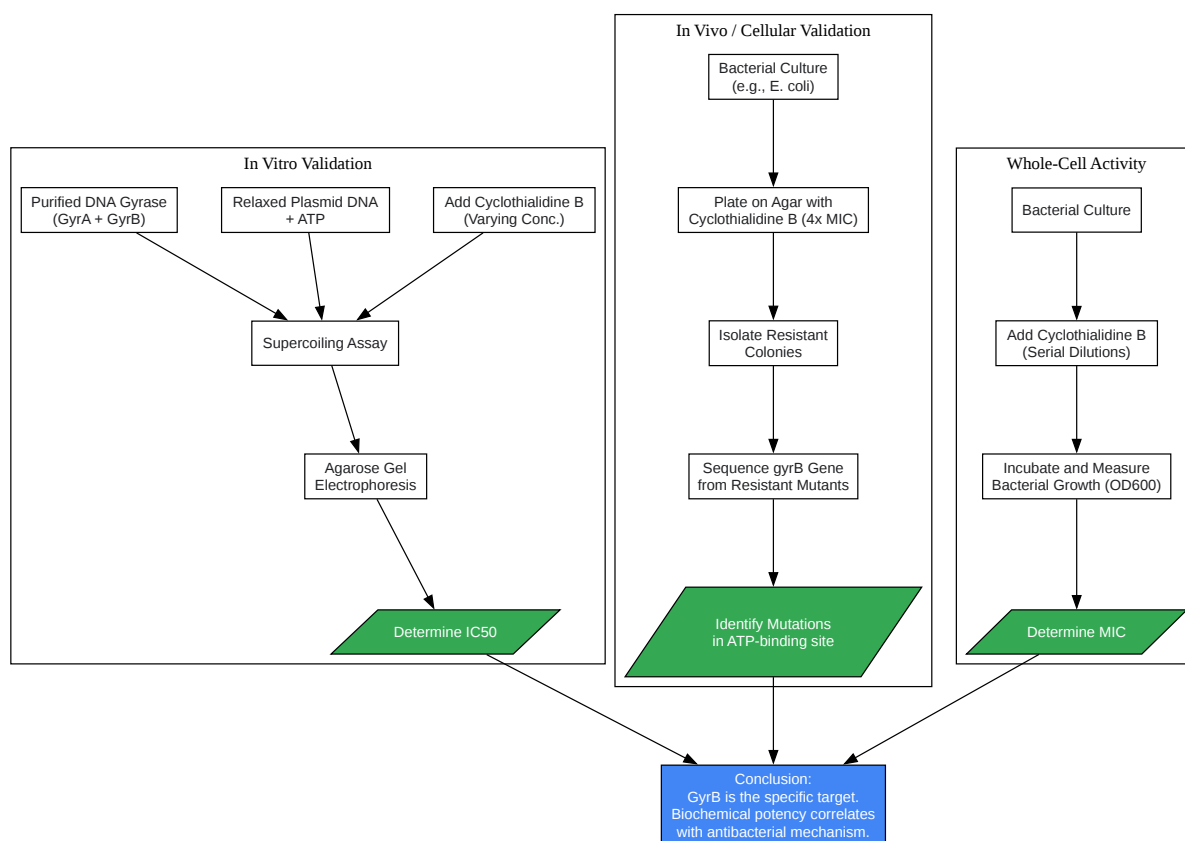 In Vitro Validation
Purified DNA Gyrase
(GyrA + GyrB)
Relaxed Plasmid DNA
+ ATP
Add Cyclothialidine B
(Varying Conc.)
Supercoiling Assay
Agarose Gel
Electrophoresis
Determine IC50
In Vivo / Cellular Validation
Bacterial Culture
(e.g., E. coli)
Plate on Agar with
Cyclothialidine B (4x MIC)
Isolate Resistant
Colonies
Sequence gyrB Gene
from Resistant Mutants
Identify Mutations
in ATP-binding site
Whole-Cell Activity
Bacterial Culture
Add Cyclothialidine B
(Serial Dilutions)
Incubate and Measure
Bacterial Growth (OD600)
Determine MIC
Conclusion:
GyrB is the specific target.
Biochemical potency correlates
with antibacterial mechanism.